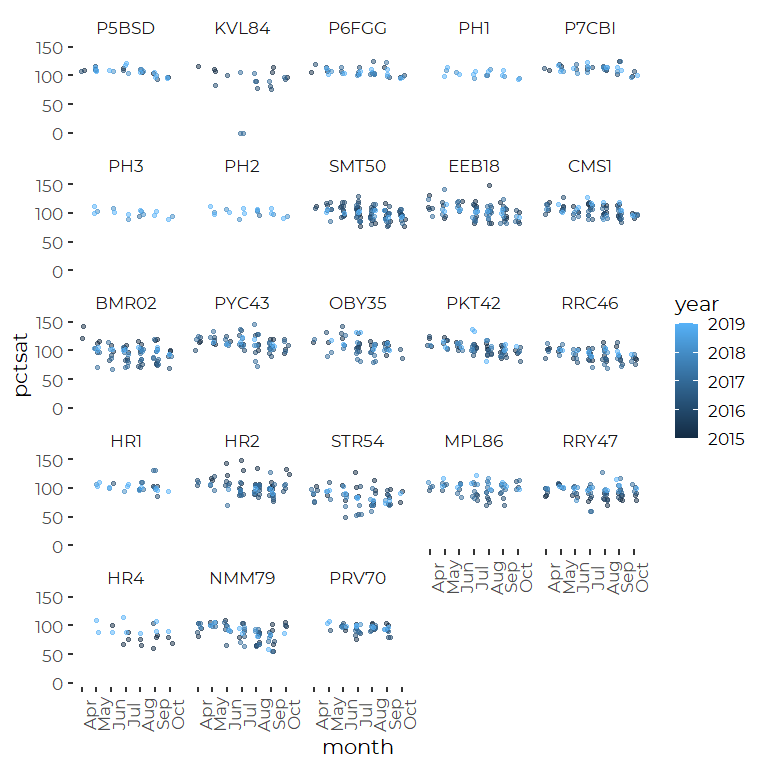 P5BSD KVL84 P6FGG PH1 P7CBI
150
100
50
0
PH3 PH2 SMT50 EEB18 CMS1
150
100
50
0
BMR02 PYC43 OBY35 PKT42 RRC46
150
100
50
0
HR1 HR2 STR54 MPL86 RRY47
150
100
50
0
Apr May Jun Jul Aug Sep Oct Apr May Jun Jul Aug Sep Oct
HR4 NMM79 PRV70
150
100
50
0
Apr May Jun Jul Aug Sep Oct Apr May Jun Jul Aug Sep Oct Apr May Jun Jul Aug Sep Oct
month
pctsat
year
2019
2018
2017
2016
2015